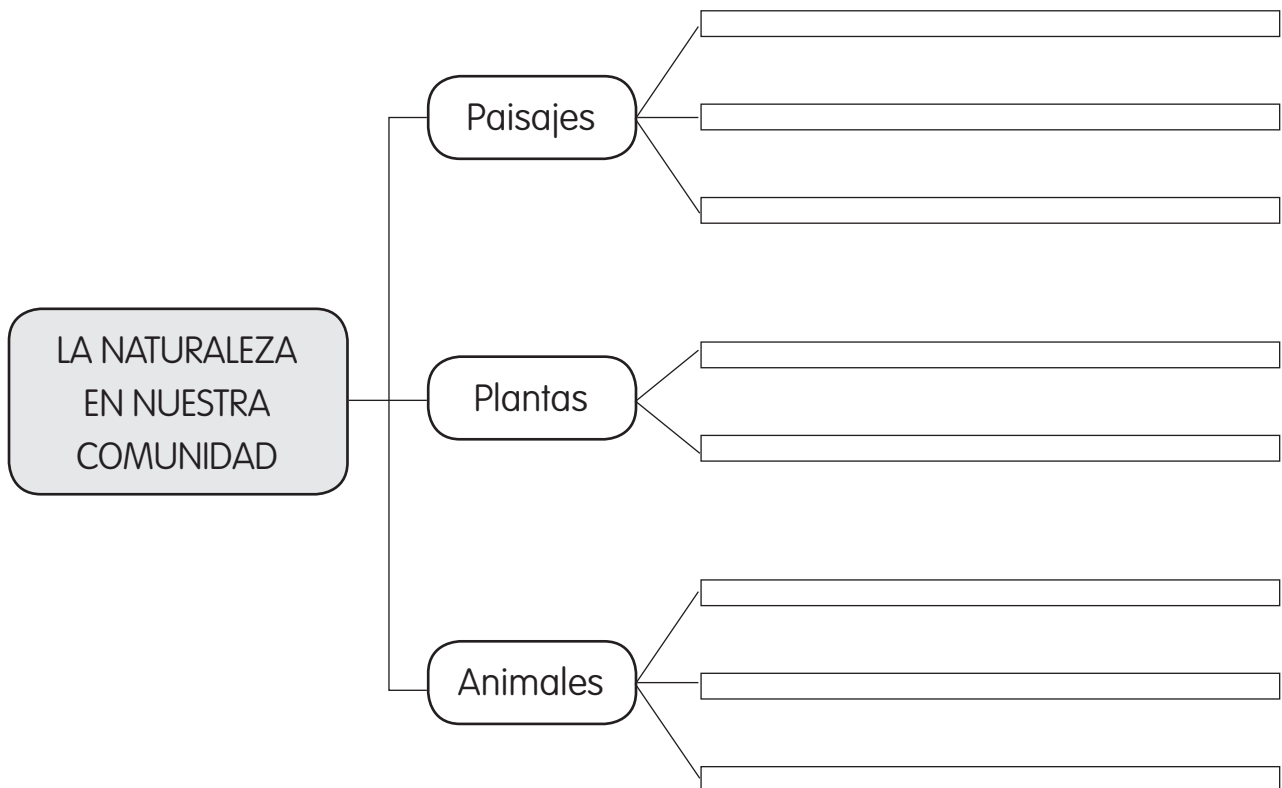 Paisajes
LA NATURALEZA
EN NUESTRA
COMUNIDAD
Plantas
Animales